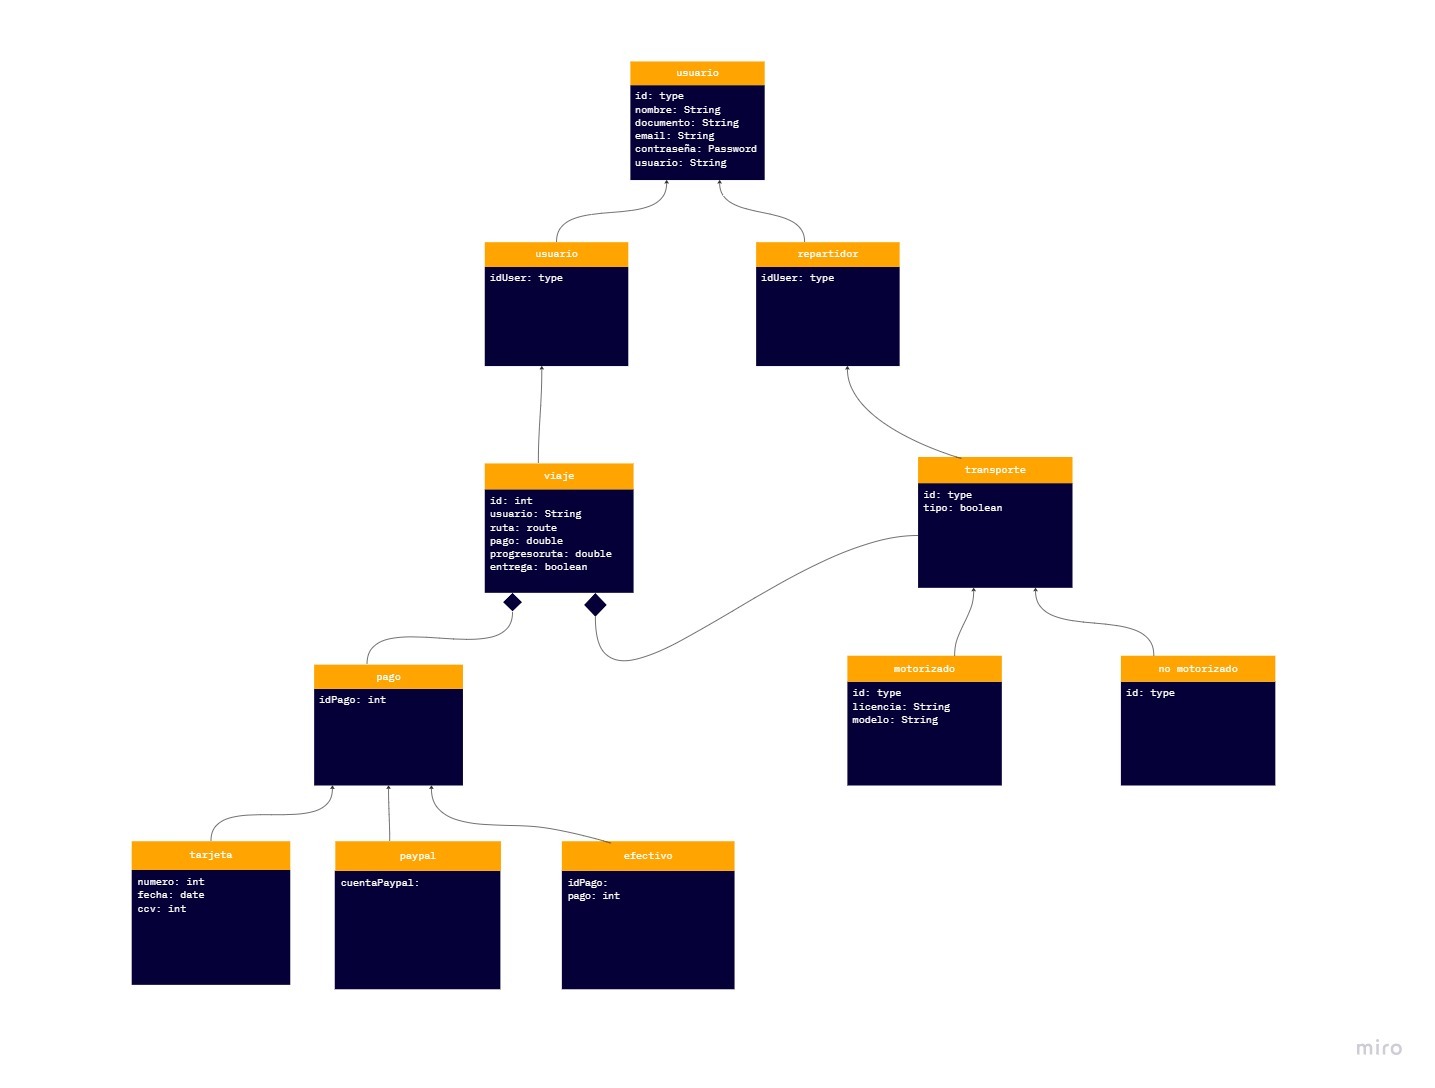 usuario
id: type
nombre: String
documento: String
email: String
contraseña: Password
usuario: String
usuario
idUser: type
repartidor
idUser: type
viaje
id: int
usuario: String
ruta: route
pago: double
progresoruta: double
entrega: boolean
transporte
id: type
tipo: boolean
pago
idPago: int
motorizado
id: type
licencia: String
modelo: String
no motorizado
id: type
tarjeta
numero: int
fecha: date
ccv: int
paypal
cuentaPaypal:
efectivo
idPago:
pago: int
miro